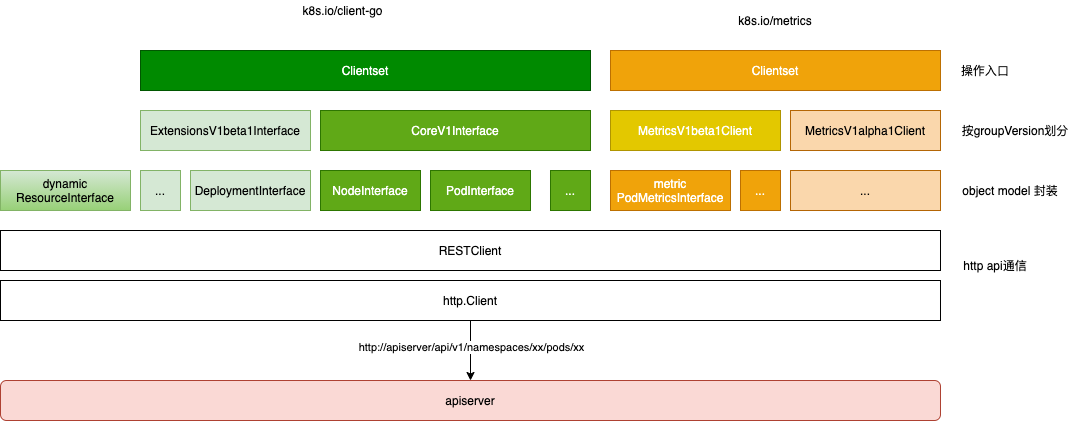 k8s.io/client-go
k8s.io/metrics
Clientset
Clientset
操作入口
ExtensionsV1beta1Interface
CoreV1Interface
MetricsV1beta1Client
MetricsV1alpha1Client
按groupVersion划分
dynamic
ResourceInterface
...
DeploymentInterface
NodeInterface
PodInterface
...
metric
PodMetricsInterface
...
...
object model 封装
RESTClient
http api通信
http.Client
http://apiserver/api/v1/namespaces/xx/pods/xx
apiserver